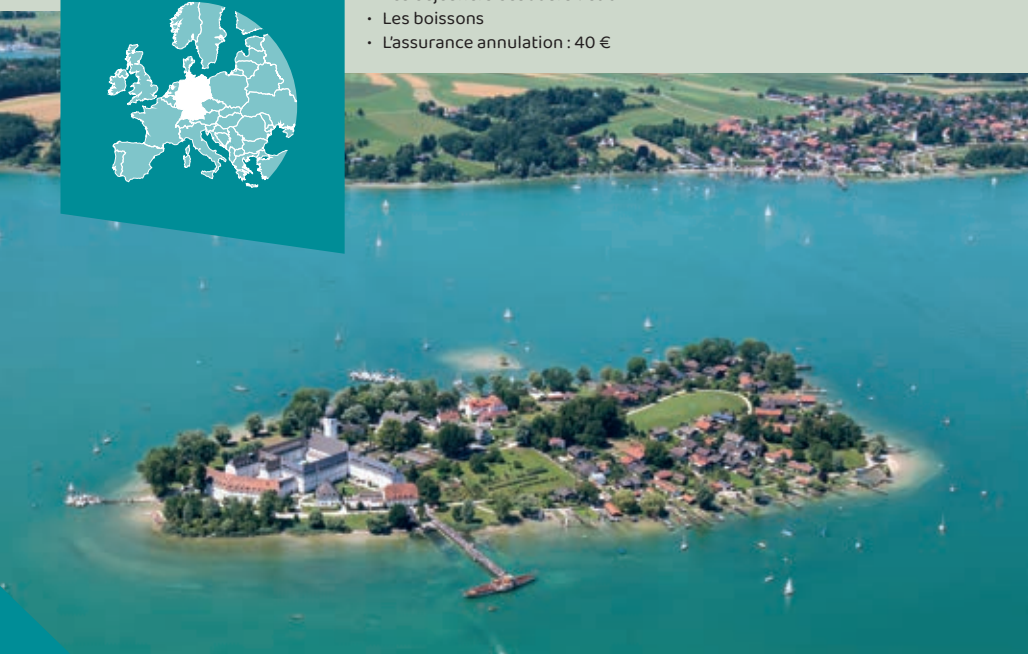 · Les boissons
· L'assurance annulation : 40 €